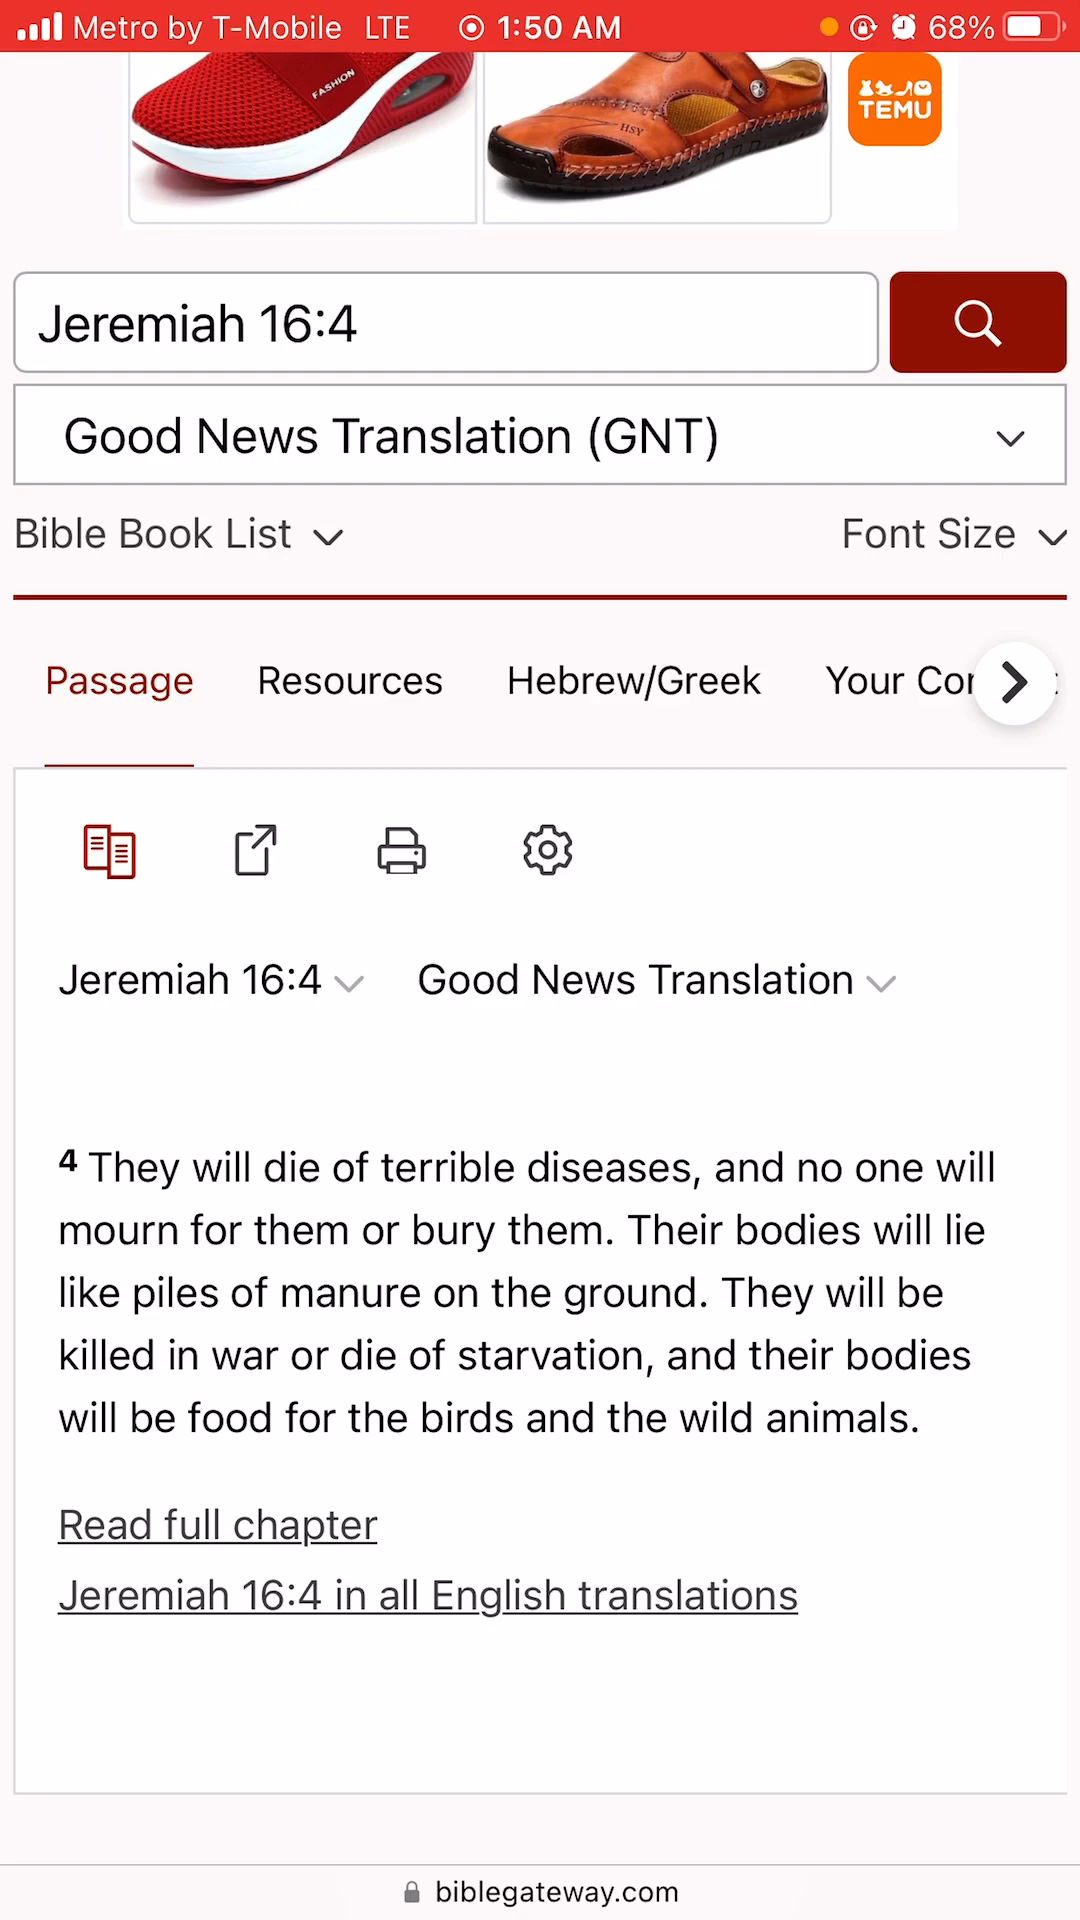 Metro by T-Mobile LTE 1:50 AM 68%
FASHION
HSY
TEMU
Jeremiah 16:4
Good News Translation (GNT)
Bible Book List Font Size
Passage Resources Hebrew/Greek Your
4 They will die of terrible diseases, and no one will
mourn for them or bury them. Their bodies will lie
like piles of manure on the ground. They will be
killed in war or die of starvation, and their bodies
will be food for the birds and the wild animals.
Jeremiah 16:4 Good News Translation
Read full chapter
Jeremiah 16:4 in all English translations
biblegateway.com